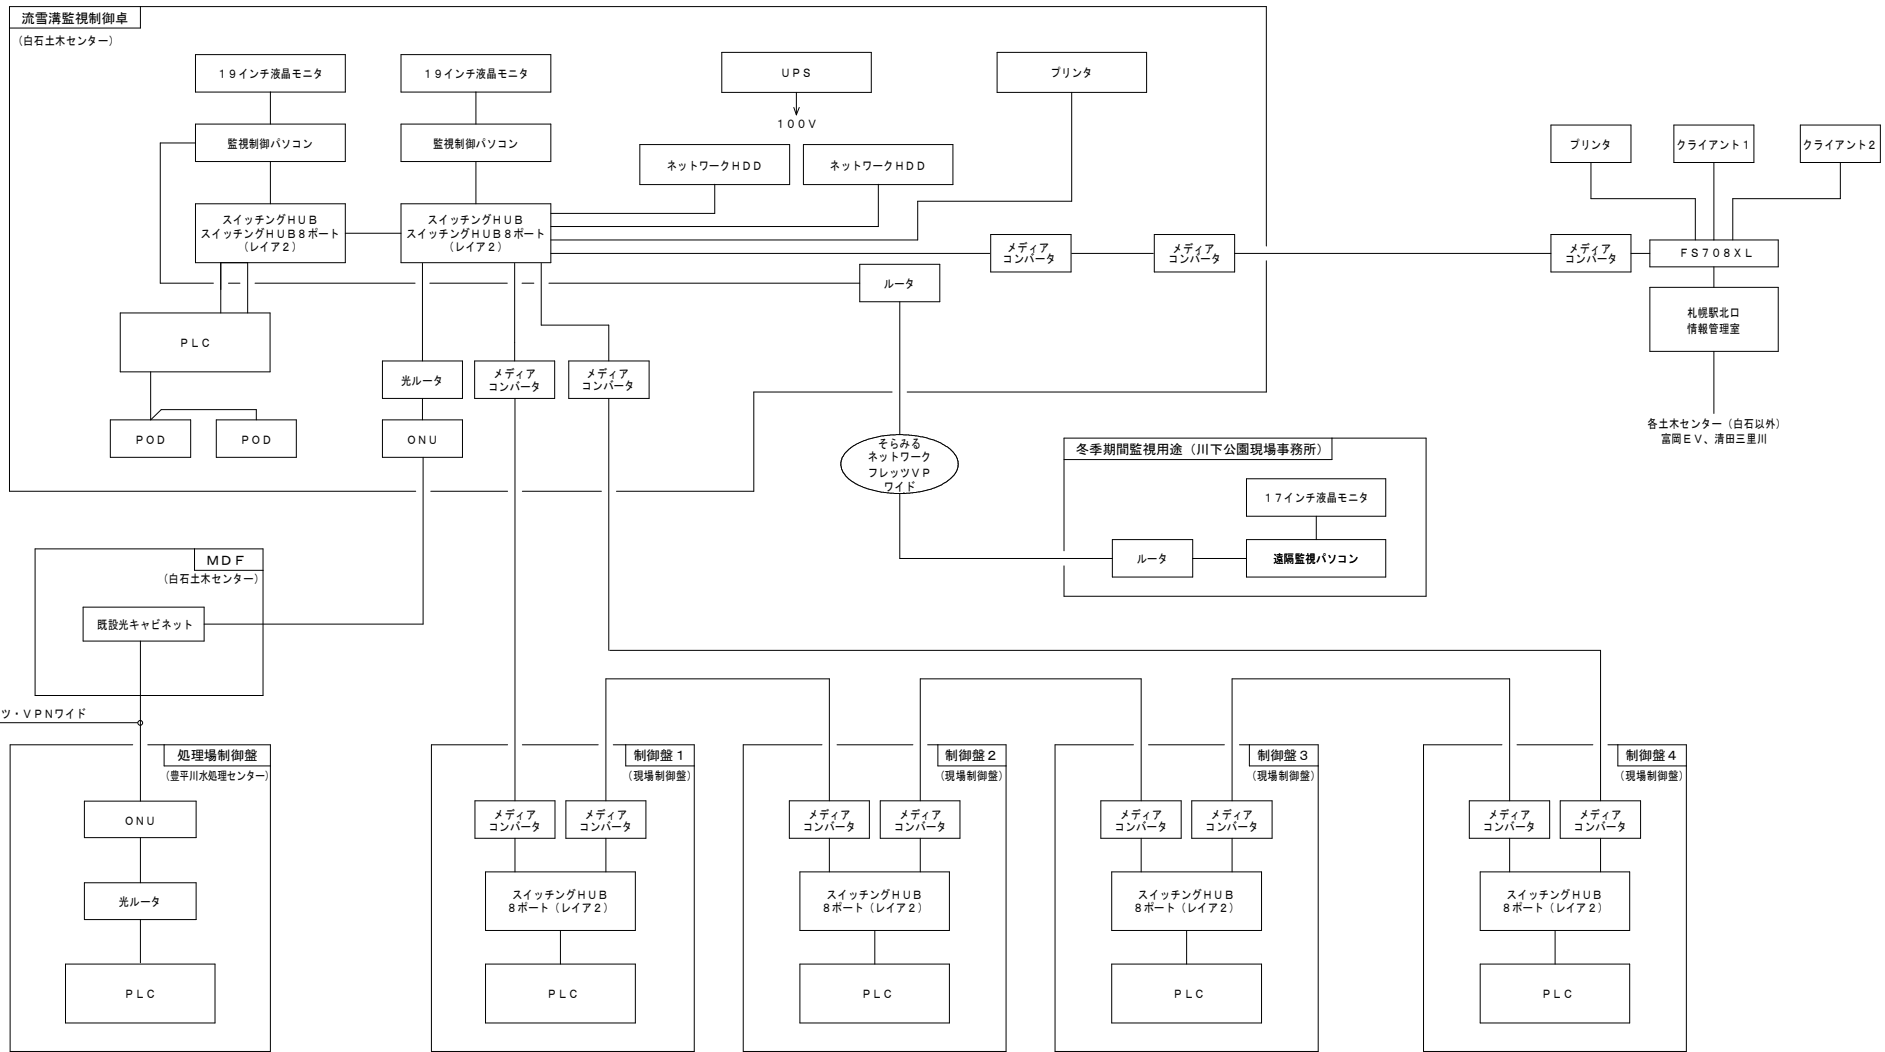 流雪溝監視制御卓
（白石土木センター）
１９インチ液晶モニタ
１９インチ液晶モニタ
ＵＰＳ
プリンタ
１００Ｖ
監視制御パソコン
監視制御パソコン
ネットワークＨＤＤ
ネットワークＨＤＤ
プリンタ
クライアント１
クライアント２
スイッチングＨＵＢ
スイッチングＨＵＢ８ポート
（レイア２）
スイッチングＨＵＢ
スイッチングＨＵＢ８ポート
（レイア２）
メディア
コンバータ
メディア
コンバータ
メディア
コンバータ
ＦＳ７０８ＸＬ
ルータ
札幌駅北口
情報管理室
ＰＬＣ
光ルータ
メディア
コンバータ
メディア
コンバータ
ＰＯＤ
ＰＯＤ
ＯＮＵ
各土木センター（白石以外）
富岡ＥＶ、清田三里川
そらみる
ネットワーク
フレッツＶＰ
ワイド
冬季期間監視用途（川下公園現場事務所）
１７インチ液晶モニタ
ルータ
遠隔監視パソコン
ＭＤＦ
（白石土木センター）
既設光キャビネット
ツ・ＶＰＮワイド
処理場制御盤
（豊平川水処理センター）
ＯＮＵ
光ルータ
ＰＬＣ
制御盤１
（現場制御盤）
メディア
コンバータ
メディア
コンバータ
スイッチングＨＵＢ
８ポート（レイア２）
ＰＬＣ
制御盤２
（現場制御盤）
メディア
コンバータ
メディア
コンバータ
スイッチングＨＵＢ
８ポート（レイア２）
ＰＬＣ
制御盤３
（現場制御盤）
メディア
コンバータ
メディア
コンバータ
スイッチングＨＵＢ
８ポート（レイア２）
ＰＬＣ
制御盤４
（現場制御盤）
メディア
コンバータ
メディア
コンバータ
スイッチングＨＵＢ
８ポート（レイア２）
ＰＬＣ